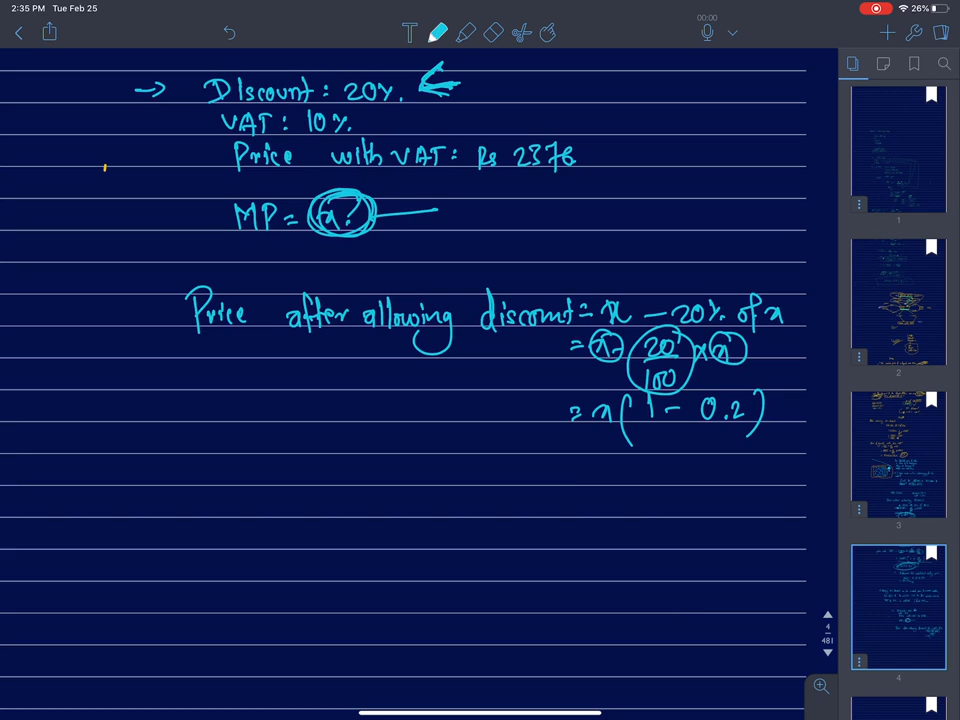 2:35 PM Tue Feb 25
26%
00:00
T
→ Discount: 20%.
VAT: 10%
Price with VAT: Rs 2376
MP = x?
Price after allowing discount = x - 20% of x
= x - 20/100 × x
= x(1 - 0.2)
1
2
3
4
4
481